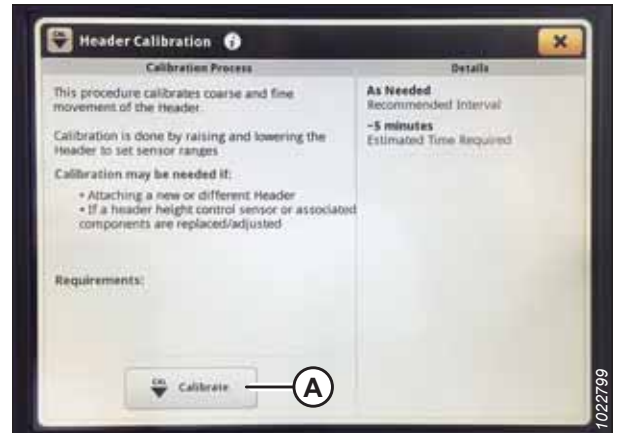 CAL
Header Calibration i
×
Calibration Process
Details
This procedure calibrates coarse and fine
movement of the Header.
Calibration is done by raising and lowering the
Header to set sensor ranges
Calibration may be needed if:
• Attaching a new or different Header
• If a header height control sensor or associated
components are replaced/adjusted
Requirements:
As Needed
Recommended Interval
~5 minutes
Estimated Time Required
CAL
Calibrate
A
1022799